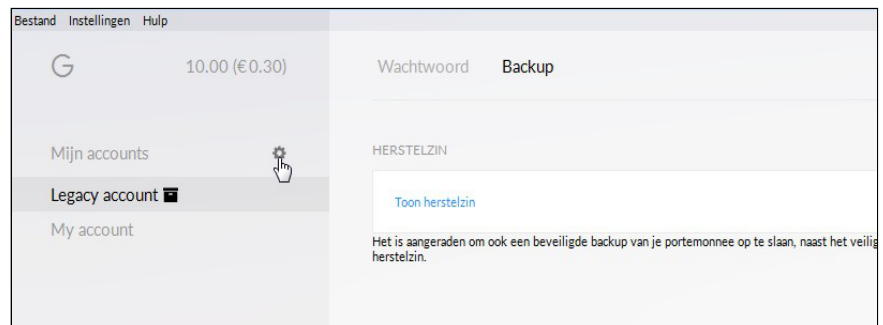 Bestand Instellingen Hulp
G 10.00 (€0.30)
Wachtwoord Backup
Mijn accounts
HERSTELZIN
Legacy account
Toon herstelzin
My account
Het is aangeraden om ook een beveiligde backup van je portemonnee op te slaan, naast het veilig
herstelzin.